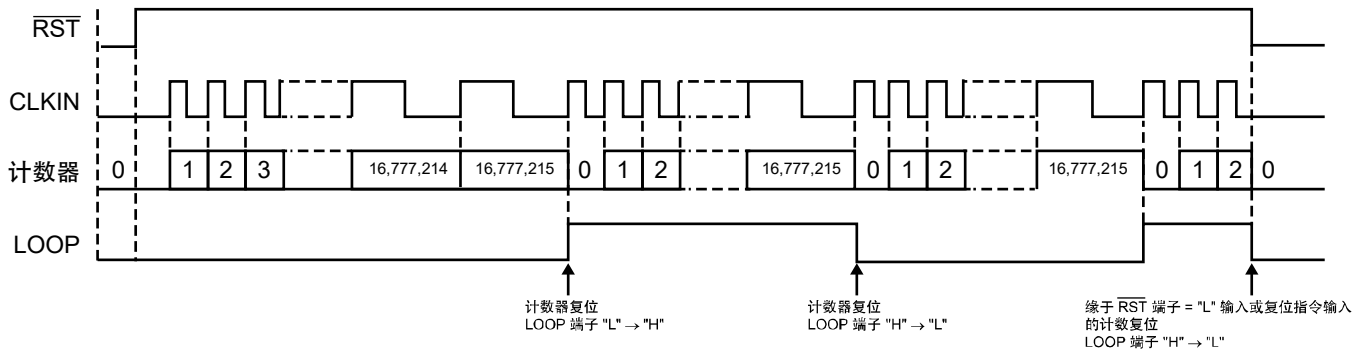 RST
CLKIN
计数器 0 1 2 3 16,777,214 16,777,215 0 1 2 16,777,215 0 1 2 16,777,215 0 1 2 0
LOOP
计数器复位
LOOP 端子 "L" → "H"
计数器复位
LOOP 端子 "H" → "L"
缘于 RST 端子 = "L" 输入或复位指令输入
的计数复位
LOOP 端子 "H" → "L"